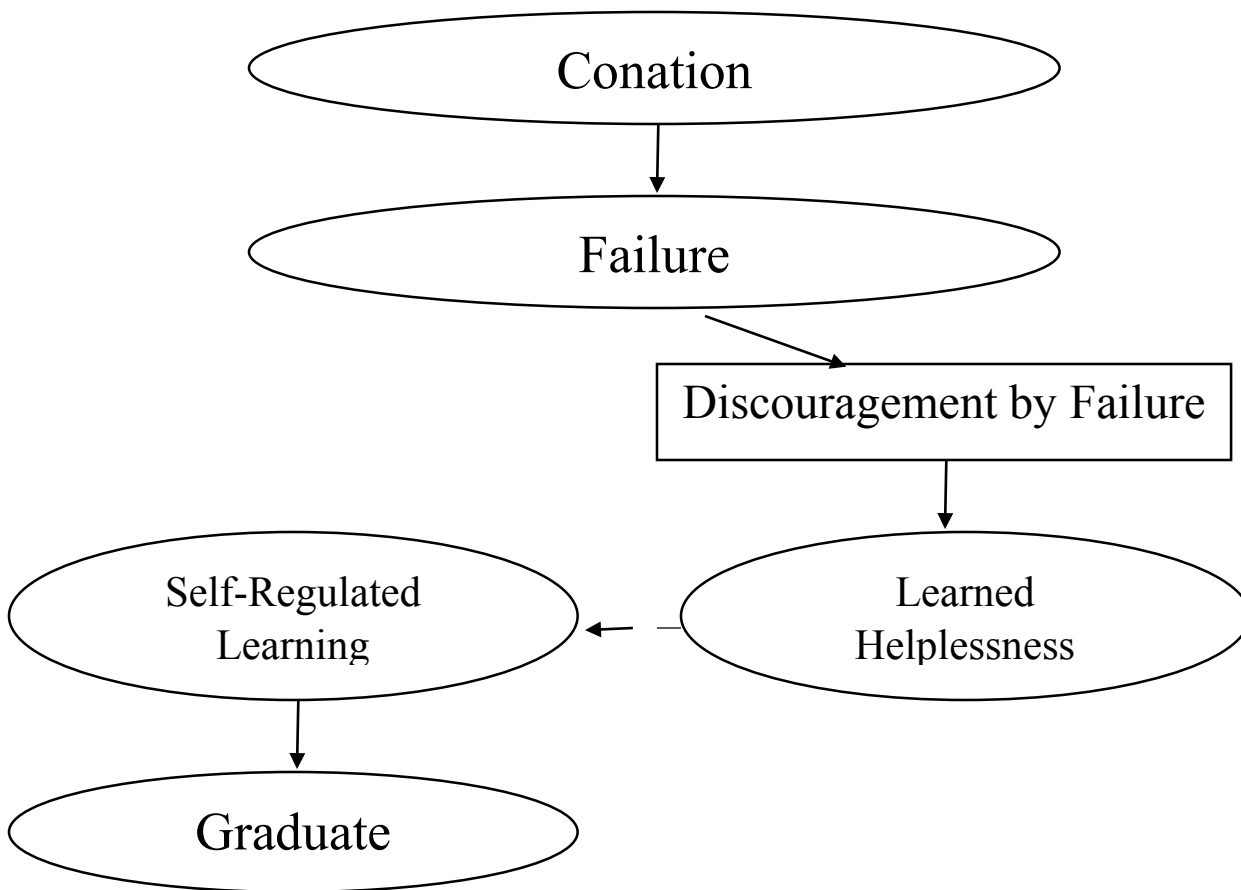 Conation
Failure
Discouragement by Failure
Self-Regulated
Learning
Learned
Helplessness
Graduate